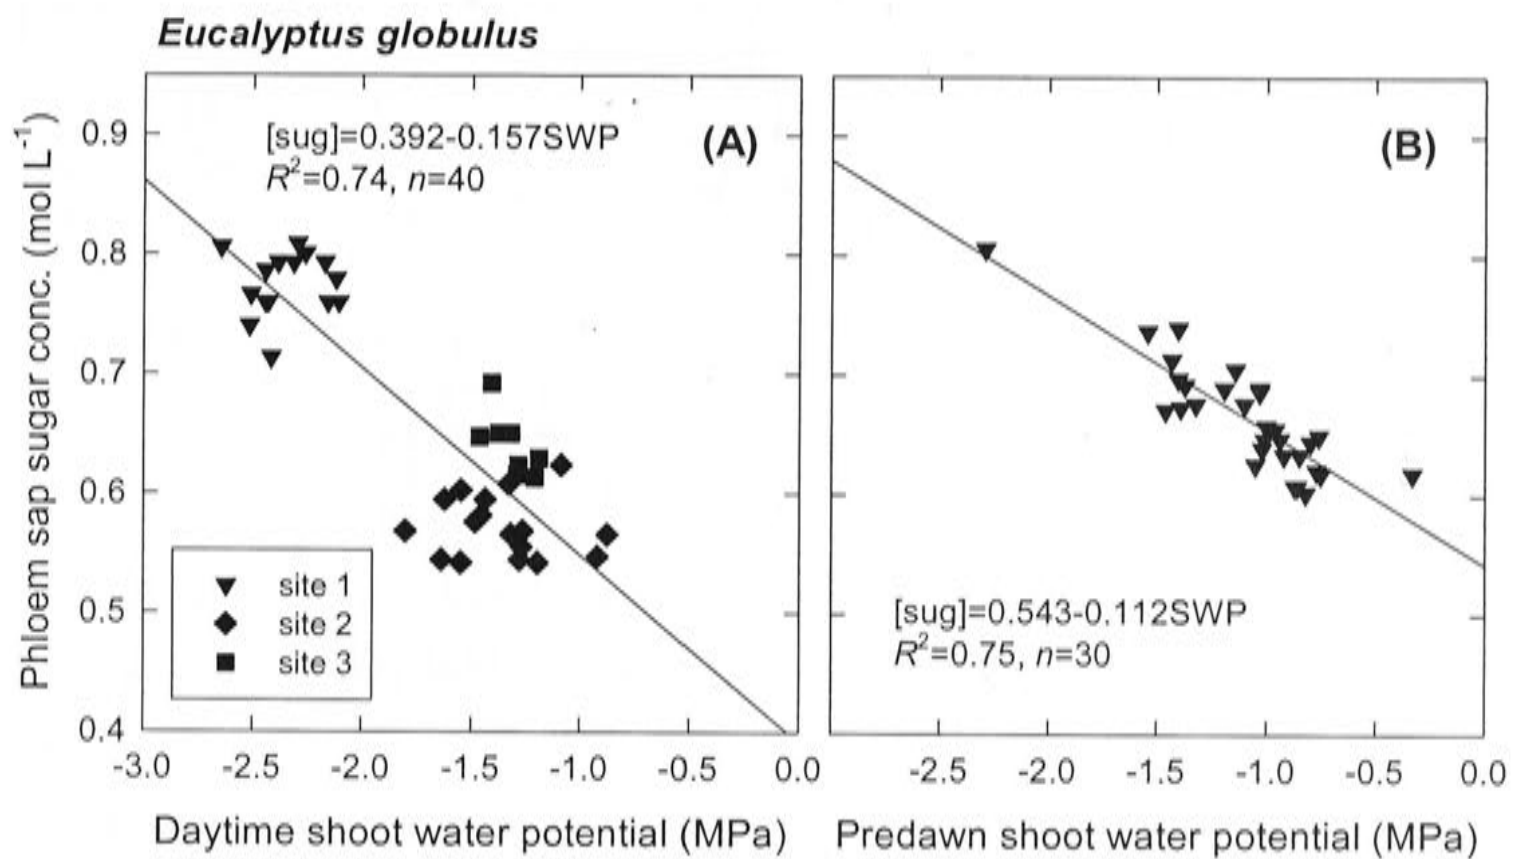 Eucalyptus globulus
Phloem sap sugar conc. (mol L⁻¹)
0.9
0.8
0.7
0.6
0.5
0.4
[sug]=0.392-0.157SWP
R²=0.74, n=40
(A)
site 1
site 2
site 3
-3.0 -2.5 -2.0 -1.5 -1.0 -0.5 0.0
Daytime shoot water potential (MPa)
(B)
[sug]=0.543-0.112SWP
R²=0.75, n=30
-2.5 -2.0 -1.5 -1.0 -0.5 0.0
Predawn shoot water potential (MPa)